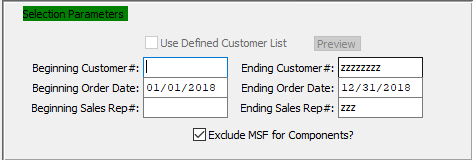 Selection Parameters
Use Defined Customer List Preview
Beginning Customer#: Ending Customer#: zzzzzzzz
Beginning Order Date: 01/01/2018 Ending Order Date: 12/31/2018
Beginning Sales Rep#: Ending Sales Rep#: zzz
Exclude MSF for Components?